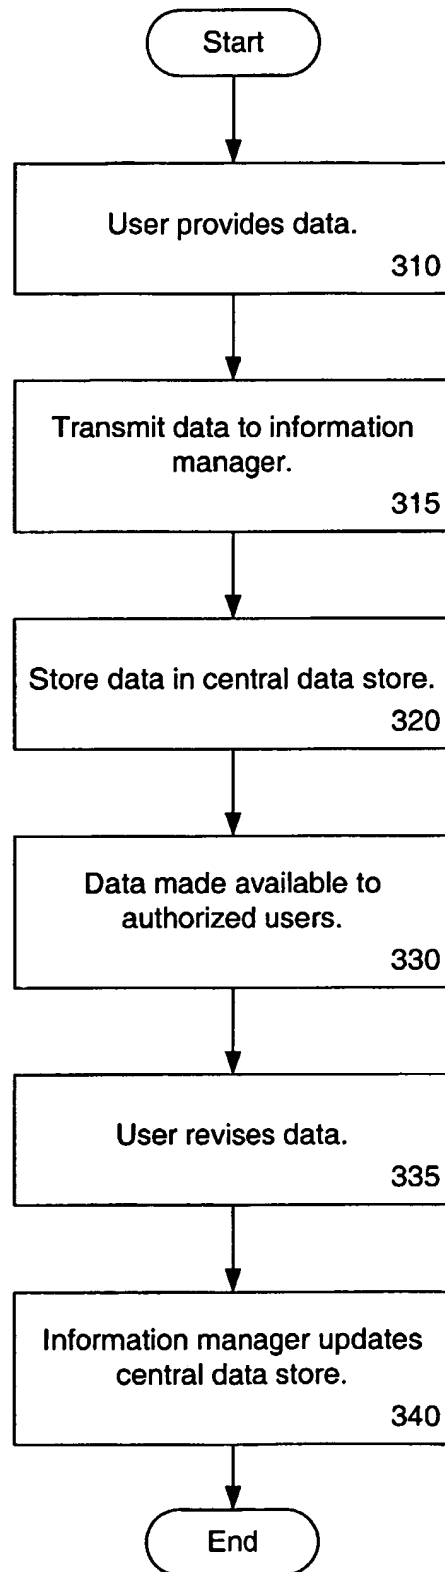 Start
User provides data.
310
Transmit data to information
manager.
315
Store data in central data store.
320
Data made available to
authorized users.
330
User revises data.
335
Information manager updates
central data store.
340
End